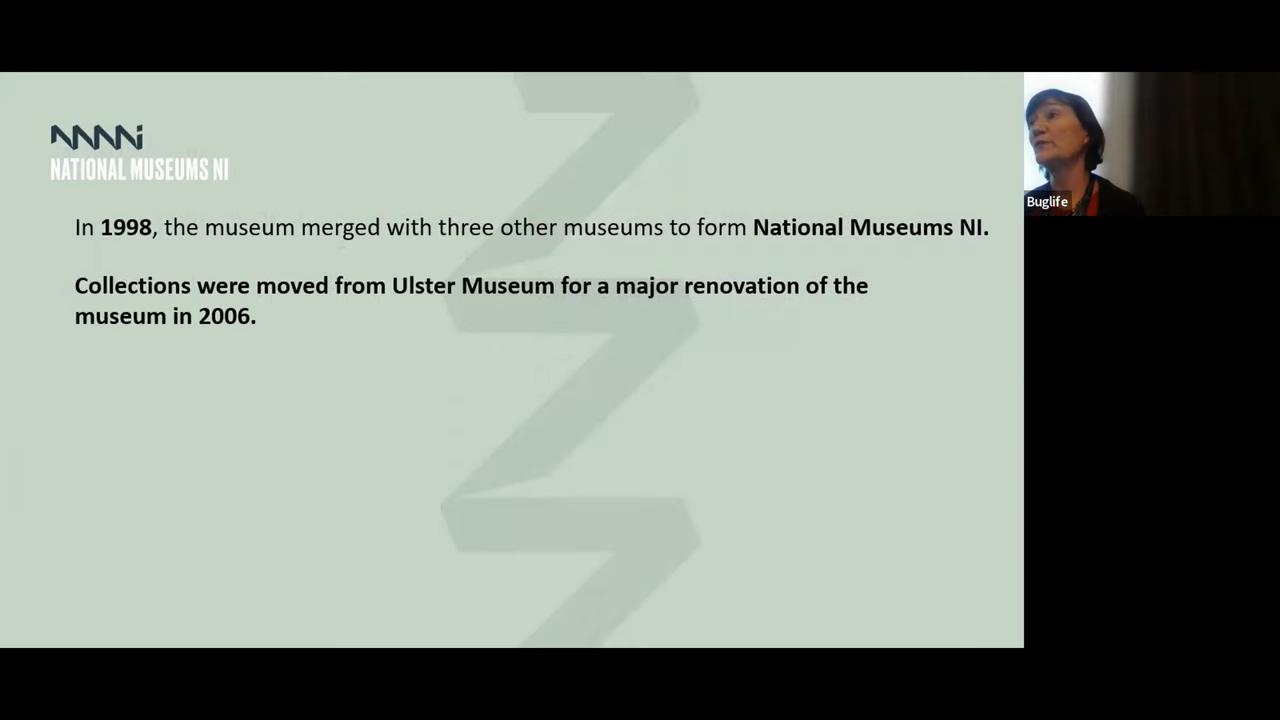 NMNi
NATIONAL MUSEUMS NI
In 1998, the museum merged with three other museums to form National Museums NI.
Collections were moved from Ulster Museum for a major renovation of the
museum in 2006.
Buglife